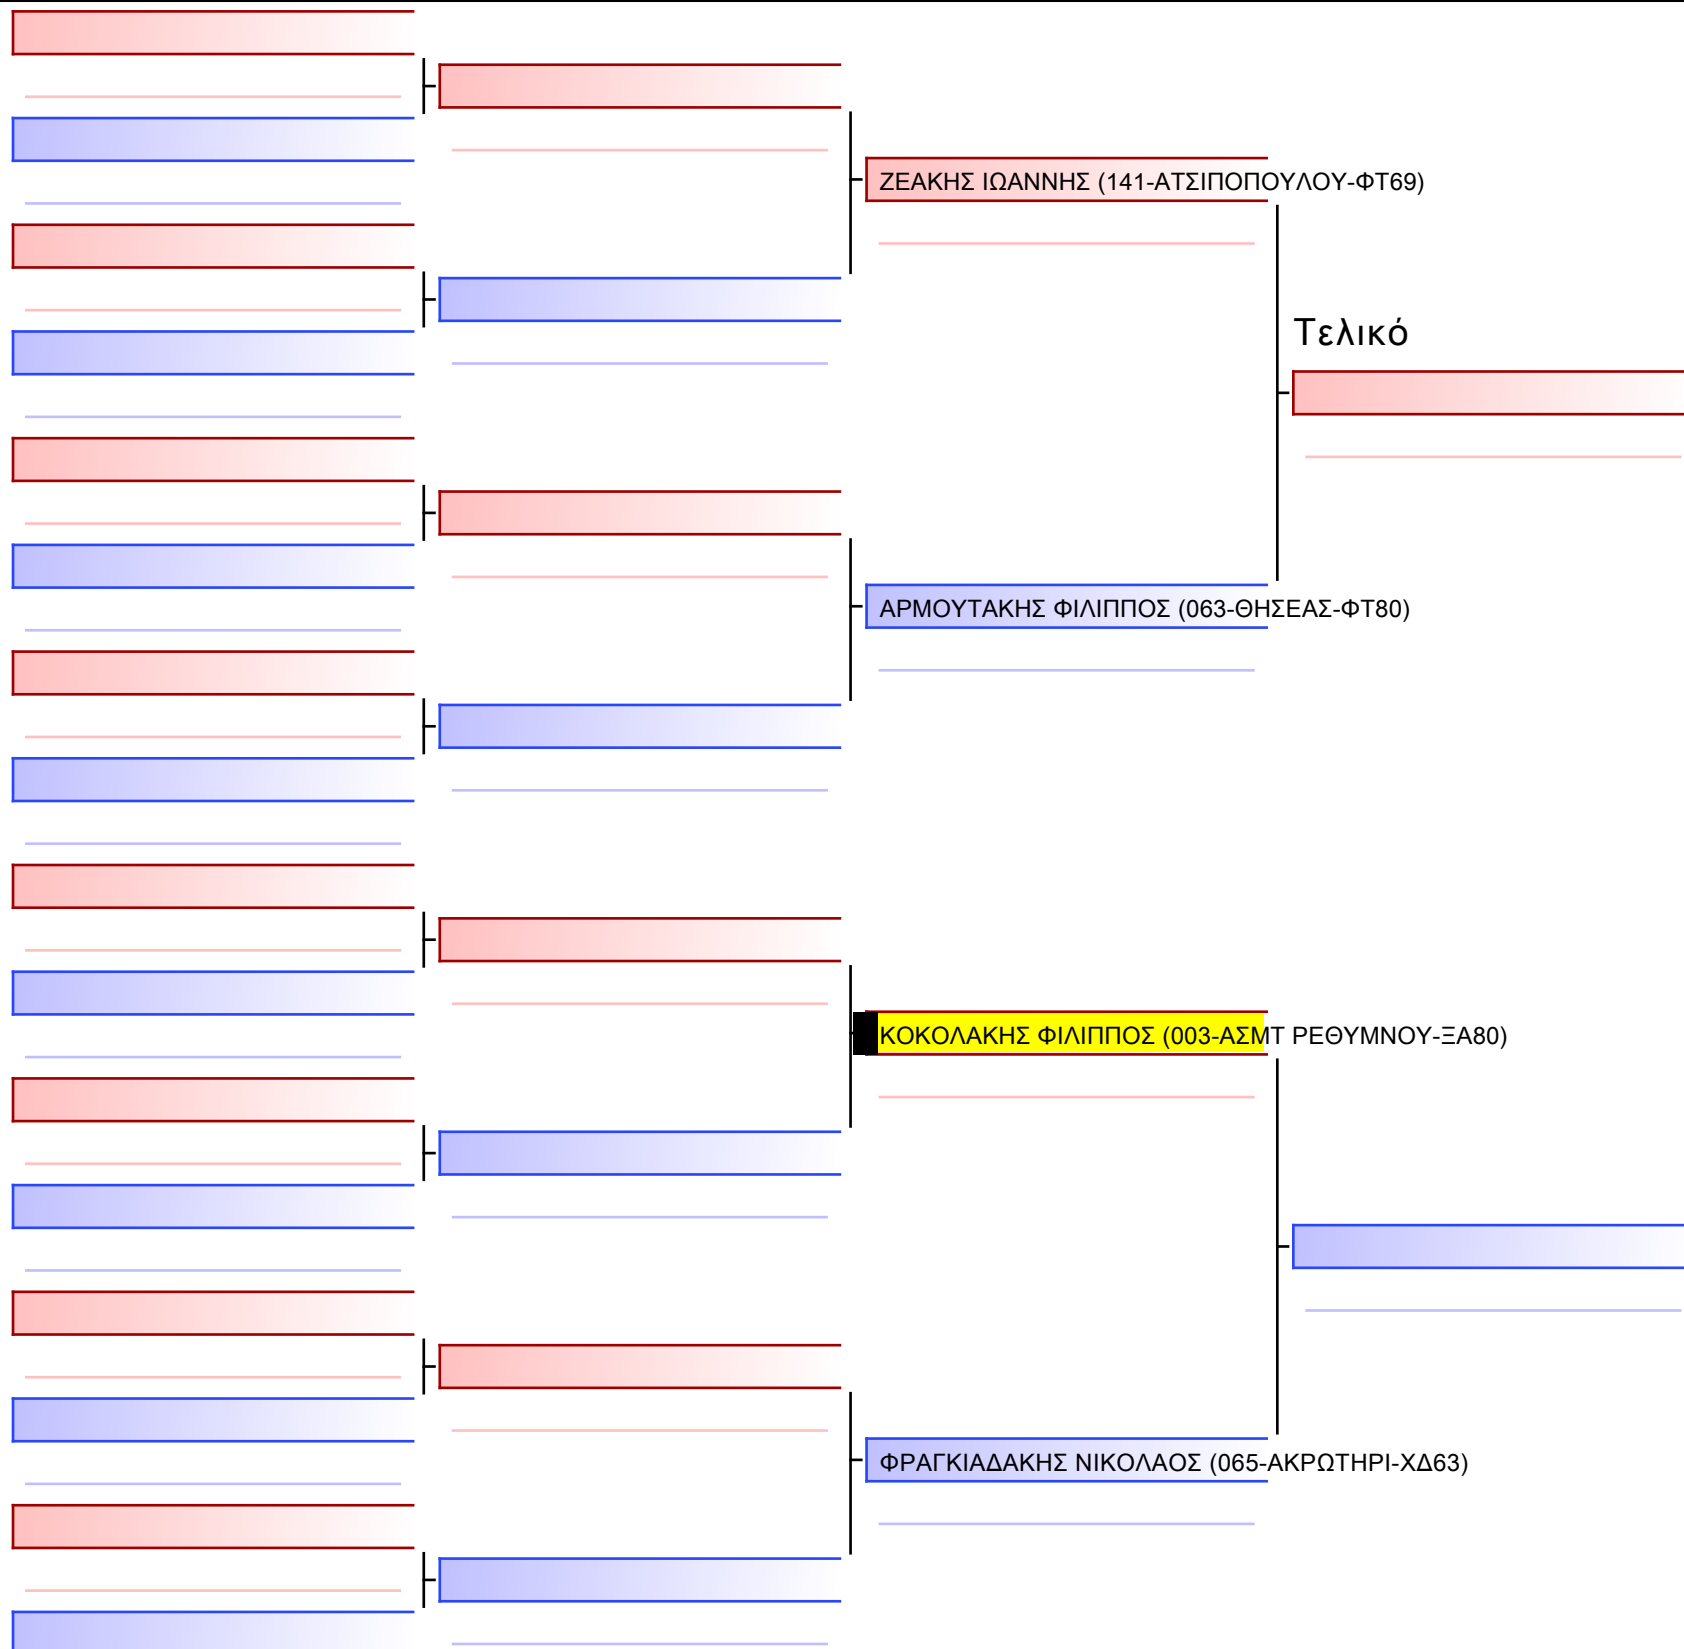 ΖΕΑΚΗΣ ΙΩΑΝΝΗΣ (141-ΑΤΣΙΠΟΠΟΥΛΟΥ-ΦΤ69)
Τελικό
ΑΡΜΟΥΤΑΚΗΣ ΦΙΛΙΠΠΟΣ (063-ΘΗΣΕΑΣ-ΦΤ80)
ΚΟΚΟΛΑΚΗΣ ΦΙΛΙΠΠΟΣ (003-ΑΣΜΤ ΡΕΘΥΜΝΟΥ-ΞΑ80)
ΦΡΑΓΚΙΑΔΑΚΗΣ ΝΙΚΟΛΑΟΣ (065-ΑΚΡΩΤΗΡΙ-ΧΔ63)